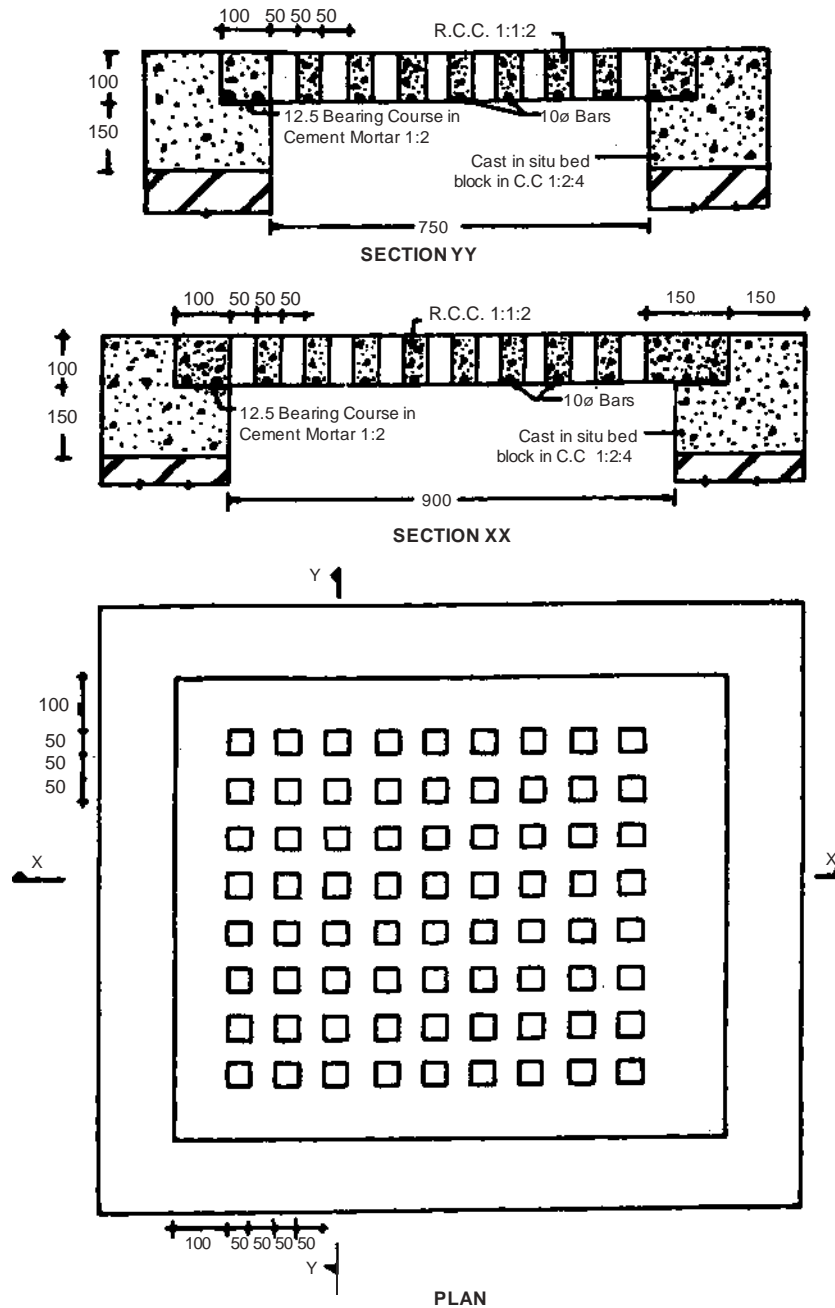 100 50 50 50
R.C.C. 1:1:2
100
150
12.5 Bearing Course in
Cement Mortar 1:2
10ø Bars
Cast in situ bed
block in C.C 1:2:4
750
SECTION YY
100 50 50 50
R.C.C. 1:1:2
150 150
100
150
12.5 Bearing Course in
Cement Mortar 1:2
10ø Bars
Cast in situ bed
block in C.C 1:2:4
900
SECTION XX
Y
100
50
50
50
X
X
100 50 50 50 50
Y
PLAN